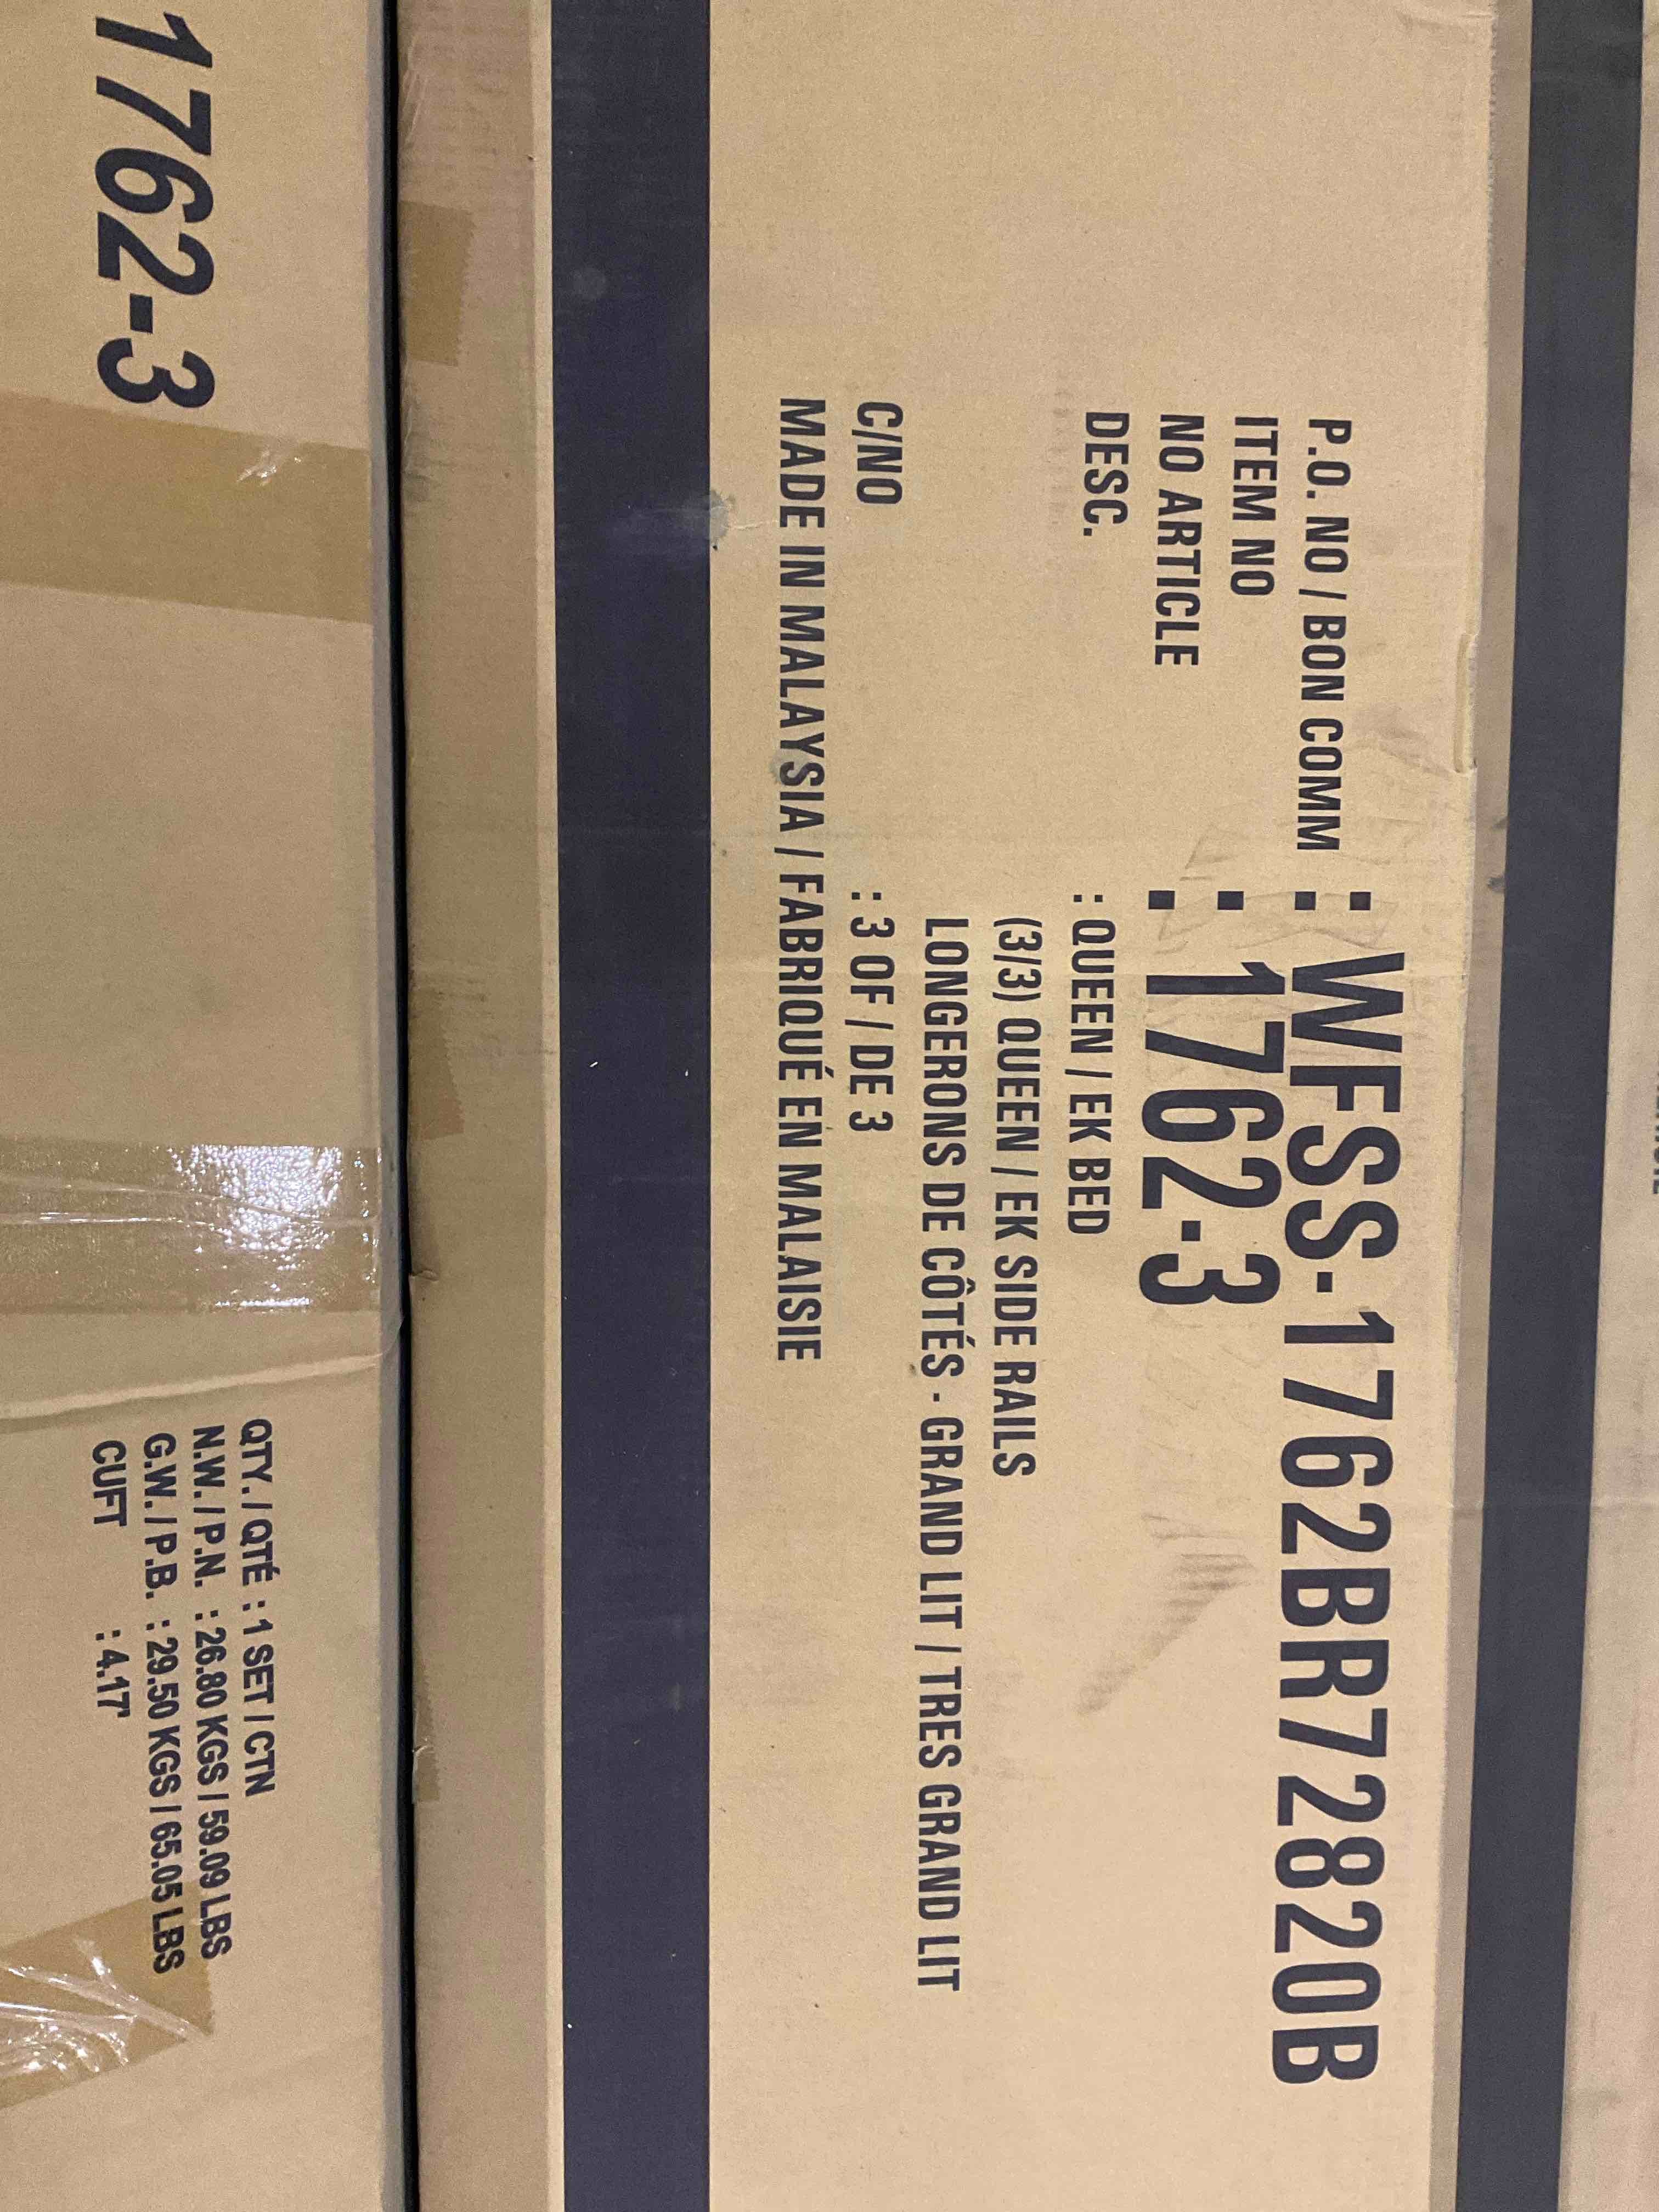 P.O. NO / BON COMM : WFSS-1762BR72820B
ITEM NO :
NO ARTICLE : 1762-3
DESC. : QUEEN / EK BED
(3/3) QUEEN / EK SIDE RAILS
LONGERONS DE CÔTÉS - GRAND LIT / TRES GRAND LIT
C/NO : 3 OF / DE 3
MADE IN MALAYSIA / FABRIQUÉ EN MALAISIE
1762-3
QTY. / QTÉ : 1 SET / CTN
N.W. / P.N. : 26.80 KGS / 59.09 LBS
G.W. / P.B. : 29.50 KGS / 65.05 LBS
CUFT : 4.17'